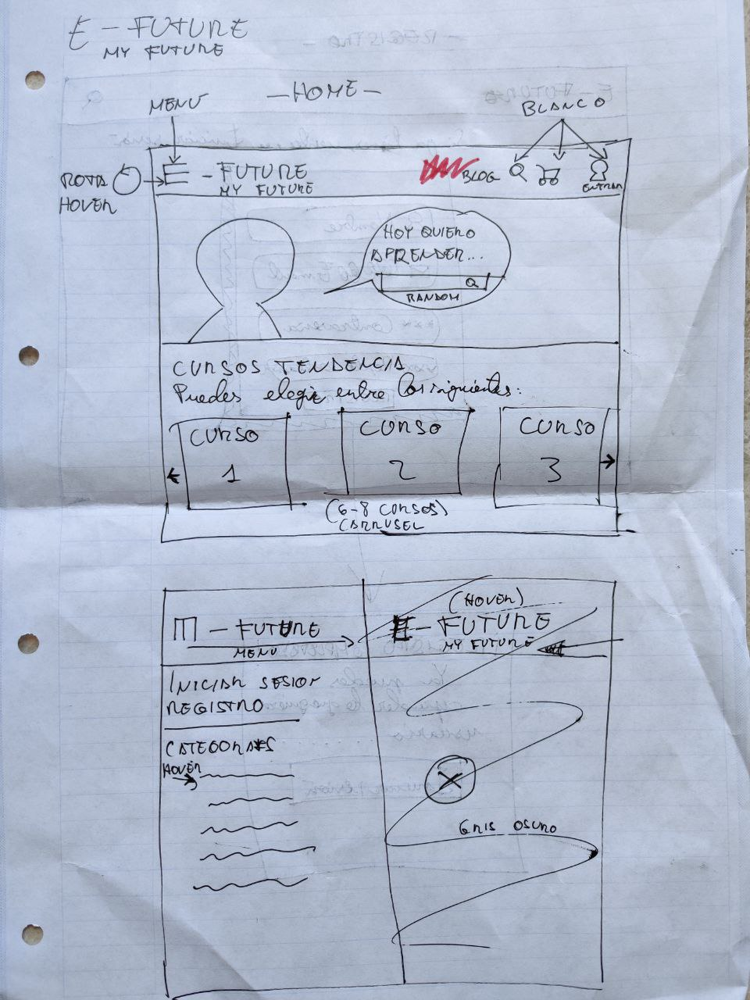 E - FUTURE
MY FUTURE
- HOME -
MENU
BLANCO
ROTA
HOVER
E - FUTURE
MY FUTURE
BLOG
ENTRAR
HOY QUIERO
APRENDER...
RANDOM
CURSOS TENDENCIA
Puedes elegir entre los siguientes:
CURSO
1
CURSO
2
CURSO
3
(6-8 CURSOS)
CARRUSEL
E - FUTURE
MENU
(HOVER)
E - FUTURE
MY FUTURE
INICIAR SESION
REGISTRO
CATEGORIAS
HOVER
X
GRIS OSCURO